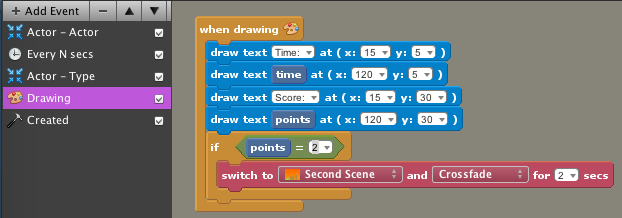 + Add Event
Actor - Actor
Every N secs
Actor - Type
Drawing
Created
when drawing
draw text Time: at ( x: 15 y: 5 )
draw text time at ( x: 120 y: 5 )
draw text Score: at ( x: 15 y: 30 )
draw text points at ( x: 120 y: 30 )
if points = 2
switch to Second Scene and Crossfade for 2 secs